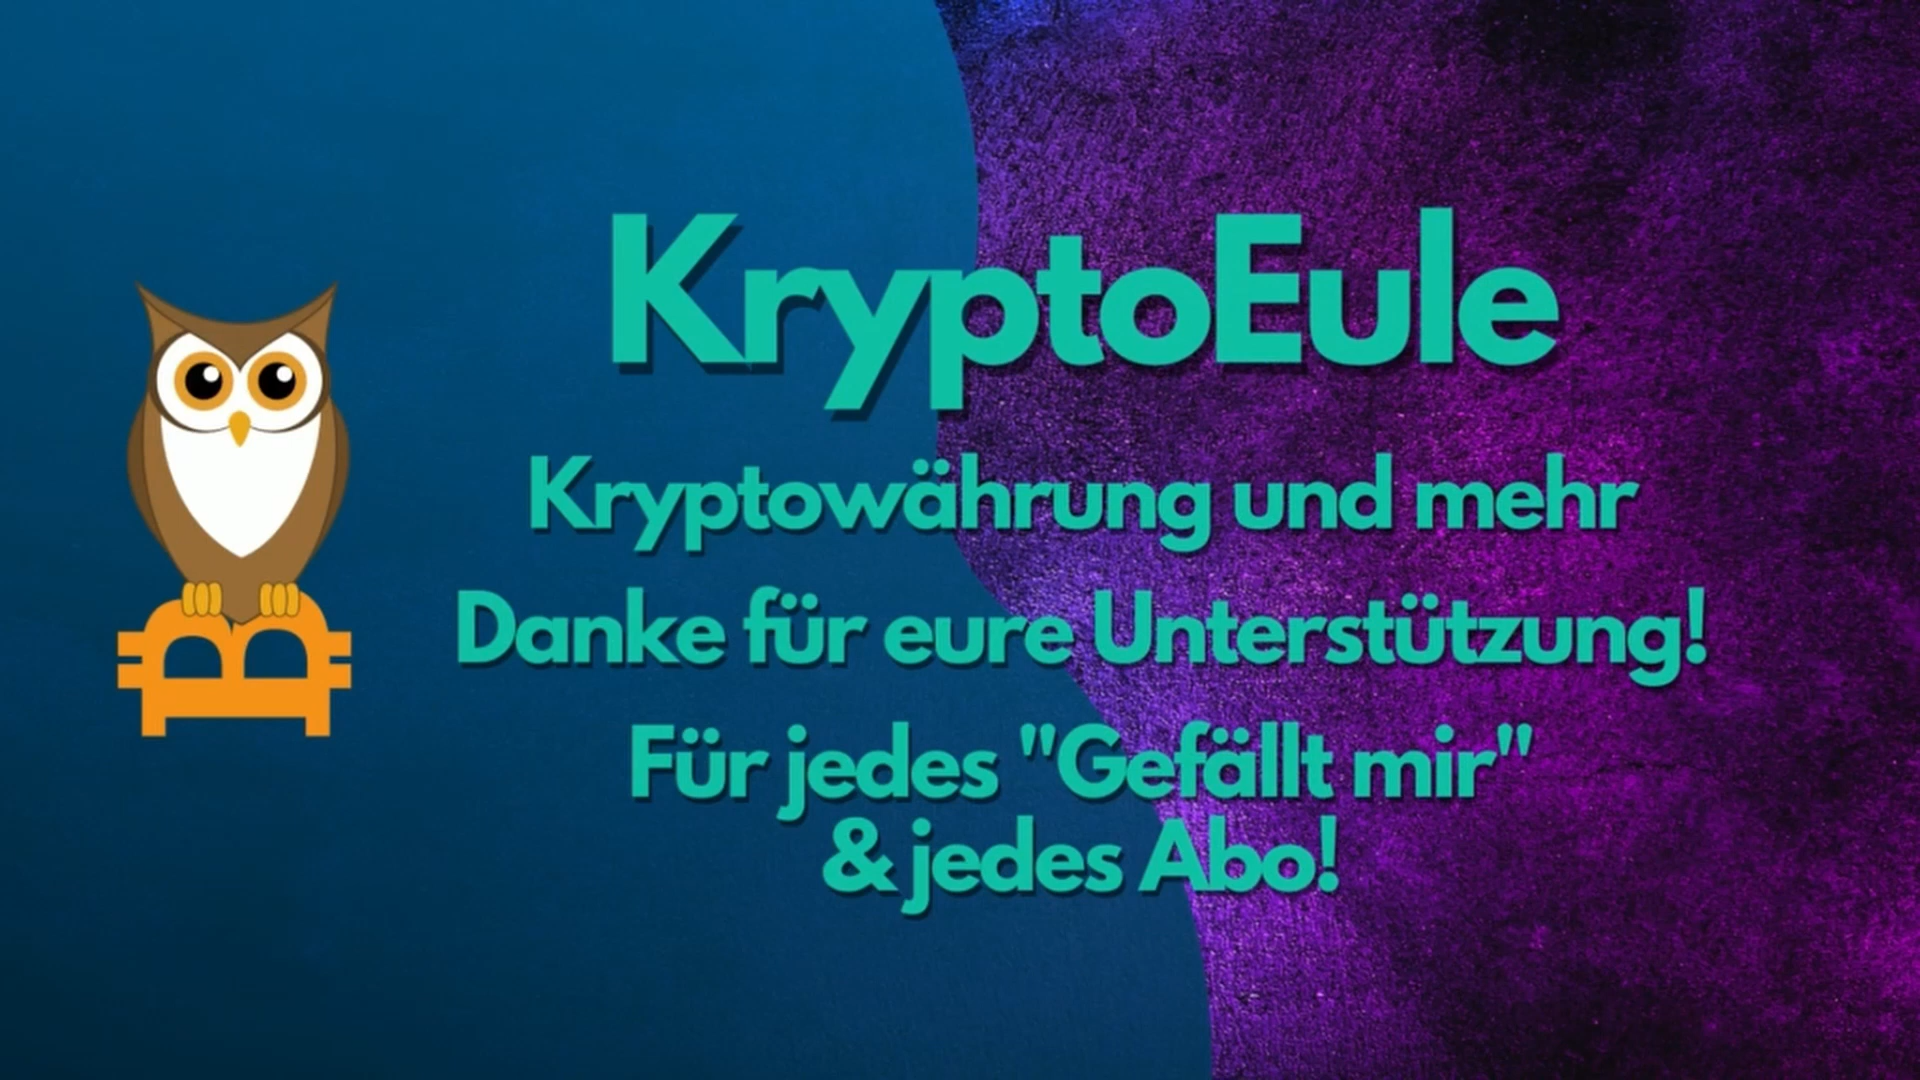 KryptoEule
Kryptowährung und mehr
Danke für eure Unterstützung!
Für jedes "Gefällt mir"
& jedes Abo!